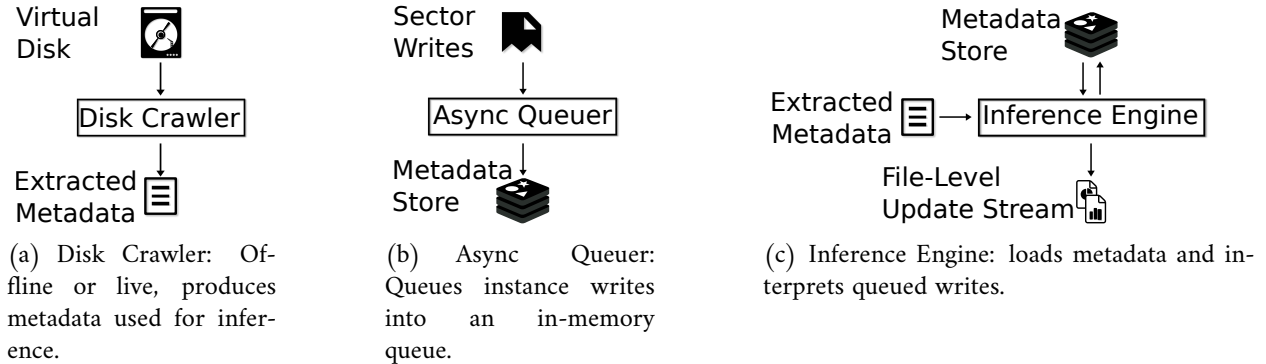 Virtual
Disk
Disk Crawler
Extracted
Metadata
(a) Disk Crawler: Of-
fline or live, produces
metadata used for infer-
ence.
Sector
Writes
Async Queuer
Metadata
Store
(b) Async Queuer:
Queues instance writes
into an in-memory
queue.
Metadata
Store
Extracted
Metadata
Inference Engine
File-Level
Update Stream
(c) Inference Engine: loads metadata and in-
terprets queued writes.